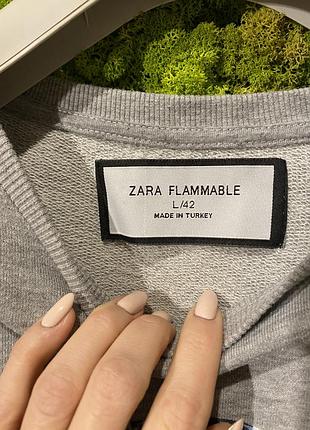 ZARA FLAMMABLE
L/42
MADE IN TURKEY